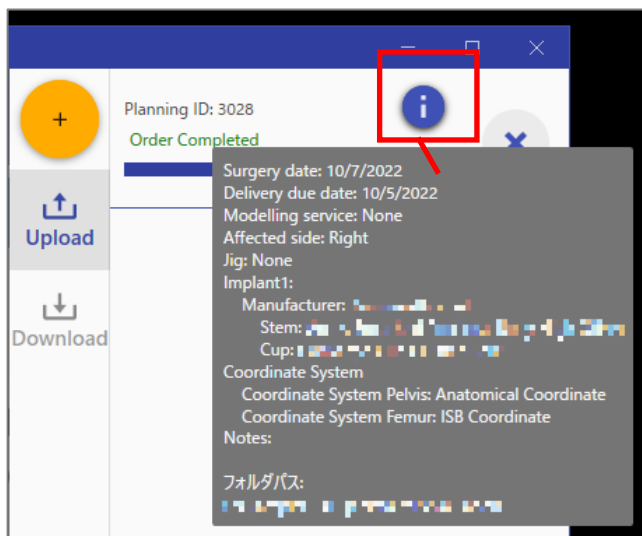 Planning ID: 3028
Order Completed
Upload
Download
Surgery date: 10/7/2022
Delivery due date: 10/5/2022
Modelling service: None
Affected side: Right
Jig: None
Implant1:
Manufacturer:
Stem:
Cup:
Coordinate System
Coordinate System Pelvis: Anatomical Coordinate
Coordinate System Femur: ISB Coordinate
Notes:
フォルダパス: